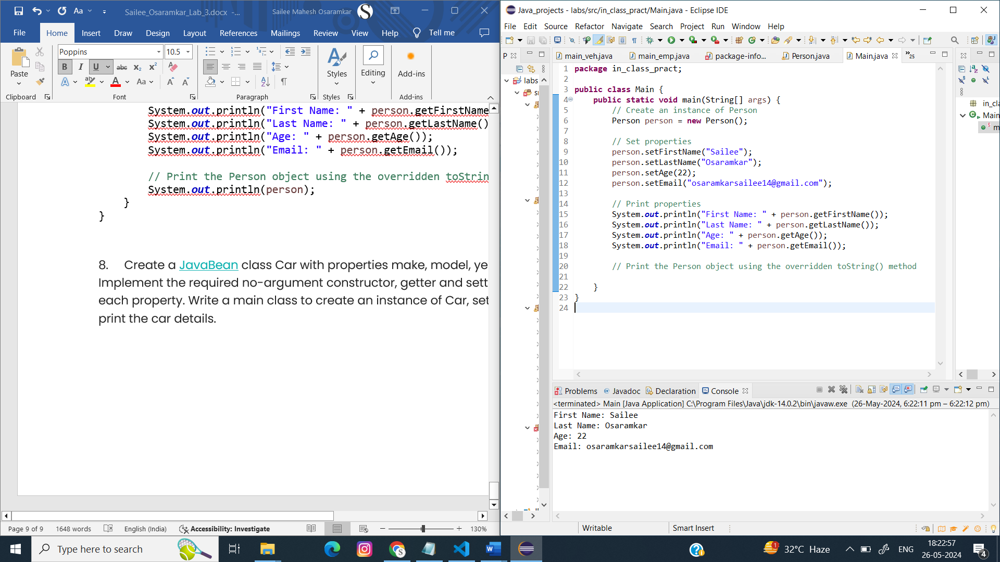 Sailee_Osaramkar_Lab_3.docx -...
Sailee Mahesh Osaramkar
File
Home
Insert
Draw
Design
Layout
References
Mailings
Review
View
Help
Tell me
Poppins
10.5
Paste
Styles
Editing
Add-ins
Clipboard
Font
Paragraph
Styles
Add-ins
System.out.println("First Name: " + person.getFirstName
System.out.println("Last Name: " + person.getLastName()
System.out.println("Age: " + person.getAge());
System.out.println("Email: " + person.getEmail());
// Print the Person object using the overridden toStrin
System.out.println(person);
}
}
8. Create a JavaBean class Car with properties make, model, ye
Implement the required no-argument constructor, getter and sett
each property. Write a main class to create an instance of Car, set
print the car details.
Page 9 of 9
1648 words
English (India)
Accessibility: Investigate
130%
Java_projects - labs/src/in_class_pract/Main.java - Eclipse IDE
File Edit Source Refactor Navigate Search Project Run Window Help
P
main_veh.java
main_emp.java
package-info...
Person.java
Main.java
25
labs
1 package in_class_pract;
2
3 public class Main {
4 public static void main(String[] args) {
5 // Create an instance of Person
6 Person person = new Person();
7
8 // Set properties
9 person.setFirstName("Sailee");
10 person.setLastName("Osaramkar");
11 person.setAge(22);
12 person.setEmail("osaramkarsailee14@gmail.com");
13
14 // Print properties
15 System.out.println("First Name: " + person.getFirstName());
16 System.out.println("Last Name: " + person.getLastName());
17 System.out.println("Age: " + person.getAge());
18 System.out.println("Email: " + person.getEmail());
19
20 // Print the Person object using the overridden toString() method
21
22 }
23 }
24
in_cla
Main
m
Problems
Javadoc
Declaration
Console
<terminated> Main [Java Application] C:\Program Files\Java\jdk-14.0.2\bin\javaw.exe (26-May-2024, 6:22:11 pm – 6:22:12 pm)
First Name: Sailee
Last Name: Osaramkar
Age: 22
Email: osaramkarsailee14@gmail.com
Writable
Smart Insert
Type here to search
32°C Haze
ENG
18:22:57
26-05-2024
4